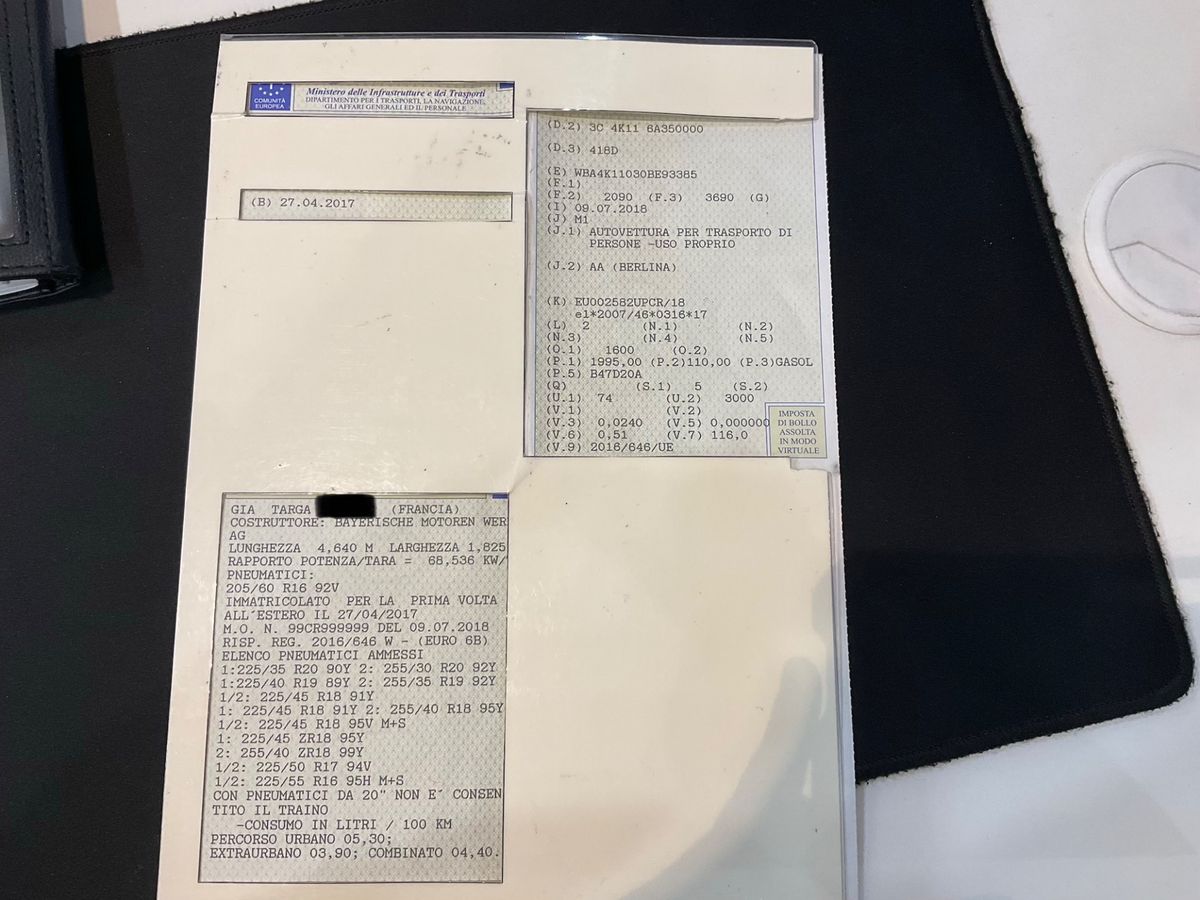 COMUNITÀ
EUROPEA
Ministero delle Infrastrutture e dei Trasporti
DIPARTIMENTO PER I TRASPORTI, LA NAVIGAZIONE,
GLI AFFARI GENERALI ED IL PERSONALE
(B) 27.04.2017
(D.2) 3C 4K11 6A350000
(D.3) 418D
(E) WBA4K11030BE93385
(F.1)
(F.2) 2090 (F.3) 3690 (G)
(I) 09.07.2018
(J) M1
(J.1) AUTOVETTURA PER TRASPORTO DI
PERSONE -USO PROPRIO
(J.2) AA (BERLINA)
(K) EU002582UPCR/18
e1*2007/46*0316*17
(L) 2 (N.1) (N.2)
(N.3) (N.4) (N.5)
(O.1) 1600 (O.2)
(P.1) 1995,00 (P.2)110,00 (P.3)GASOL
(P.5) B47D20A
(Q) (S.1) 5 (S.2)
(U.1) 74 (U.2) 3000
(V.1) (V.2)
(V.3) 0,0240 (V.5) 0,000000
(V.6) 0.51 (V.7) 116,0
(V.9) 2016/646/UE
IMPOSTA
DI BOLLO
ASSOLTA
IN MODO
VIRTUALE
GIA TARGA (FRANCIA)
COSTRUTTORE: BAYERISCHE MOTOREN WER
AG
LUNGHEZZA 4,640 M LARGHEZZA 1,825
RAPPORTO POTENZA/TARA = 68,536 KW/
PNEUMATICI:
205/60 R16 92V
IMMATRICOLATO PER LA PRIMA VOLTA
ALL'ESTERO IL 27/04/2017
M.O. N. 99CR999999 DEL 09.07.2018
RISP. REG. 2016/646 W - (EURO 6B)
ELENCO PNEUMATICI AMMESSI
1:225/35 R20 90Y 2: 255/30 R20 92Y
1:225/40 R19 89Y 2: 255/35 R19 92Y
1/2: 225/45 R18 91Y
1: 225/45 R18 91Y 2: 255/40 R18 95Y
1/2: 225/45 R18 95V M+S
1: 225/45 ZR18 95Y
2: 255/40 ZR18 99Y
1/2: 225/50 R17 94V
1/2: 225/55 R16 95H M+S
CON PNEUMATICI DA 20" NON E' CONSEN
TITO IL TRAINO
-CONSUMO IN LITRI / 100 KM
PERCORSO URBANO 05,30;
EXTRAURBANO 03,90; COMBINATO 04,40.